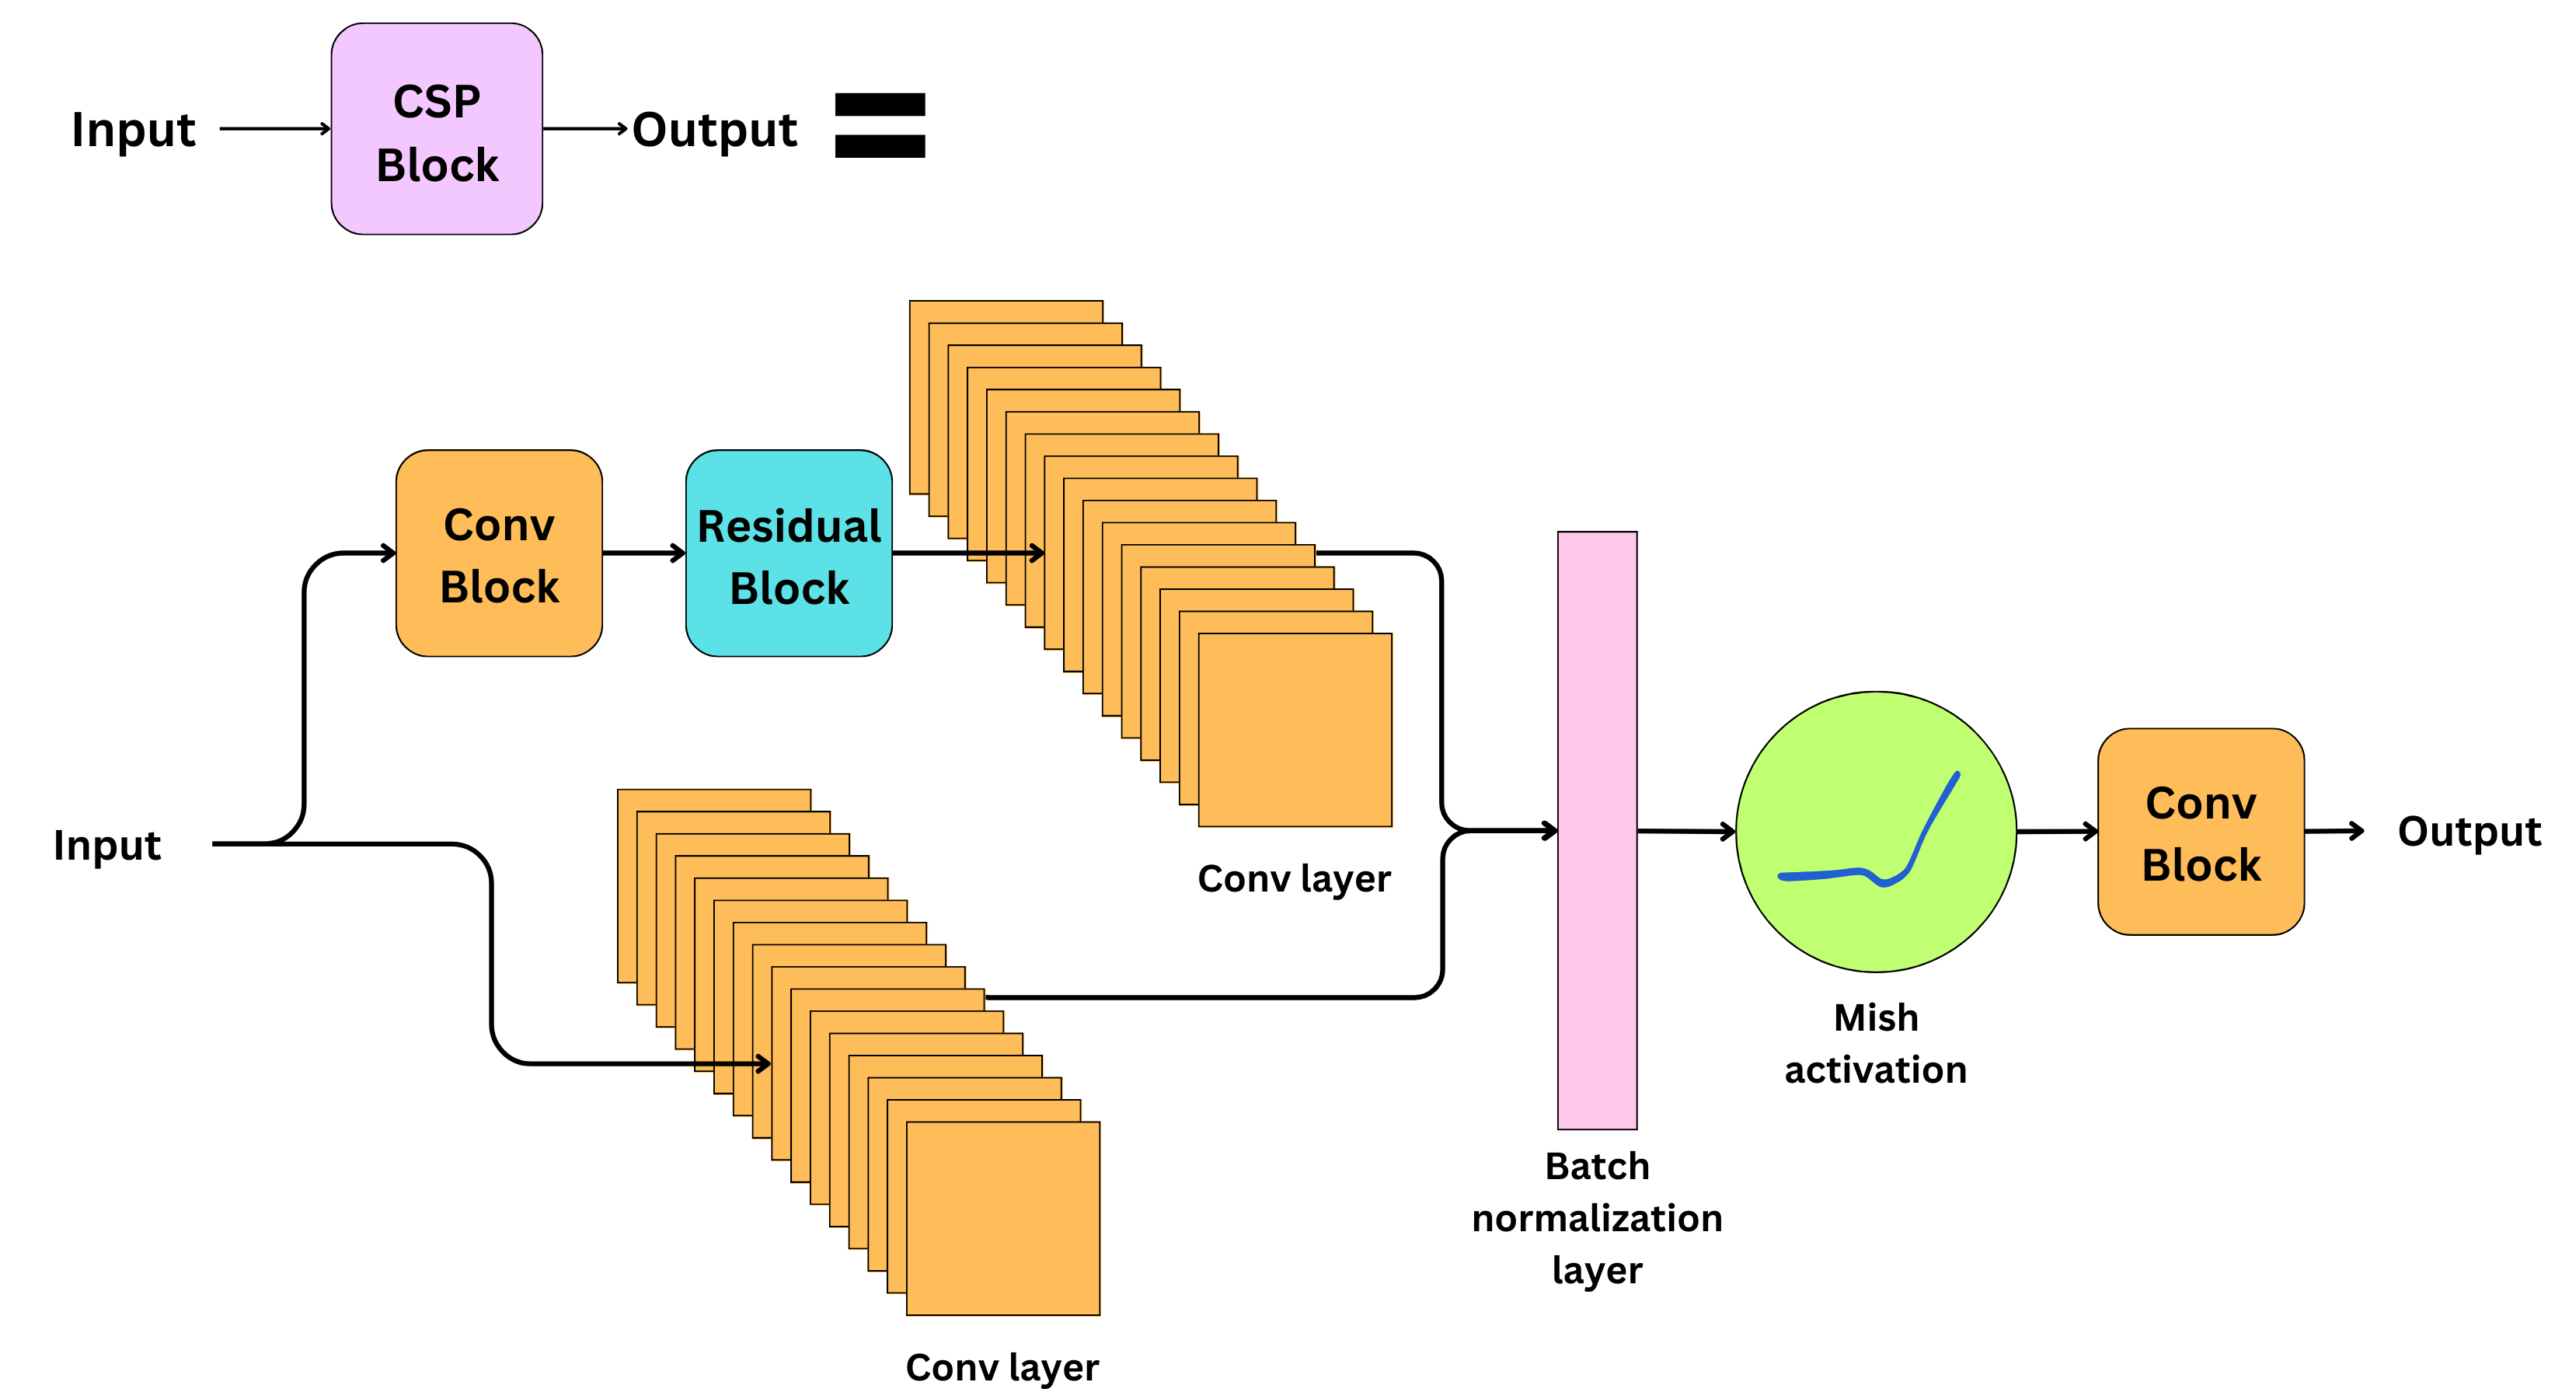 Input
CSP
Block
Output
Conv
Block
Residual
Block
Conv layer
Input
Conv layer
Batch
normalization
layer
Mish
activation
Conv
Block
Output